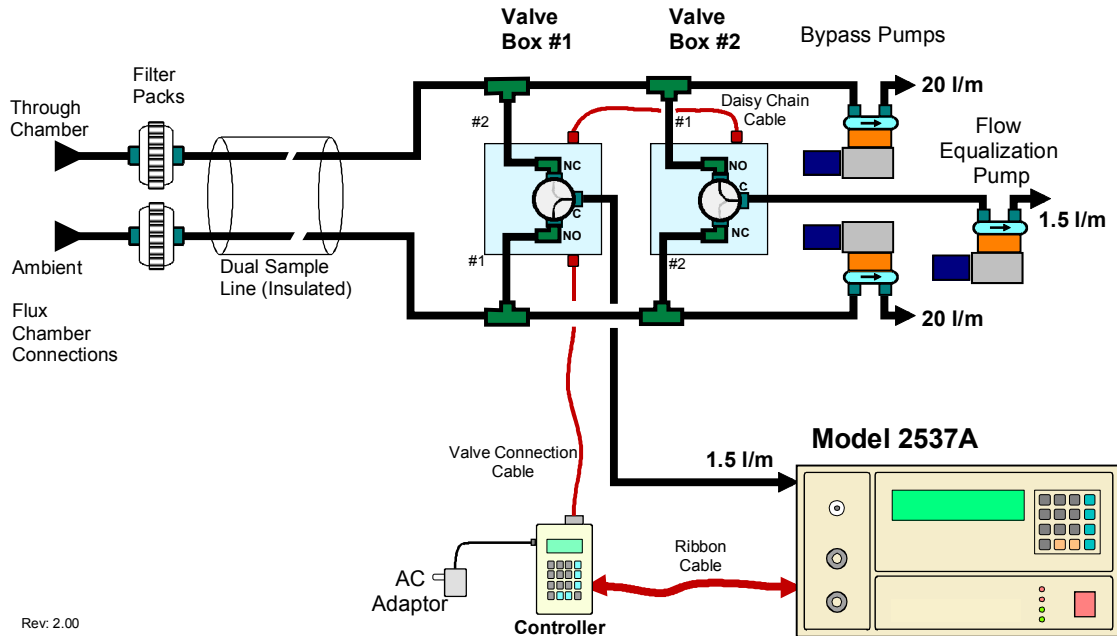 Valve
Box #1
Valve
Box #2
Bypass Pumps
Filter
Packs
20 l/m
Through
Chamber
#2
#1
Daisy Chain
Cable
Flow
Equalization
Pump
NC
NO
C
C
1.5 l/m
NO
NC
Ambient
#1
#2
Dual Sample
Line (Insulated)
20 l/m
Flux
Chamber
Connections
Model 2537A
Valve Connection
Cable
1.5 l/m
Ribbon
Cable
AC
Adaptor
Controller
Rev: 2.00